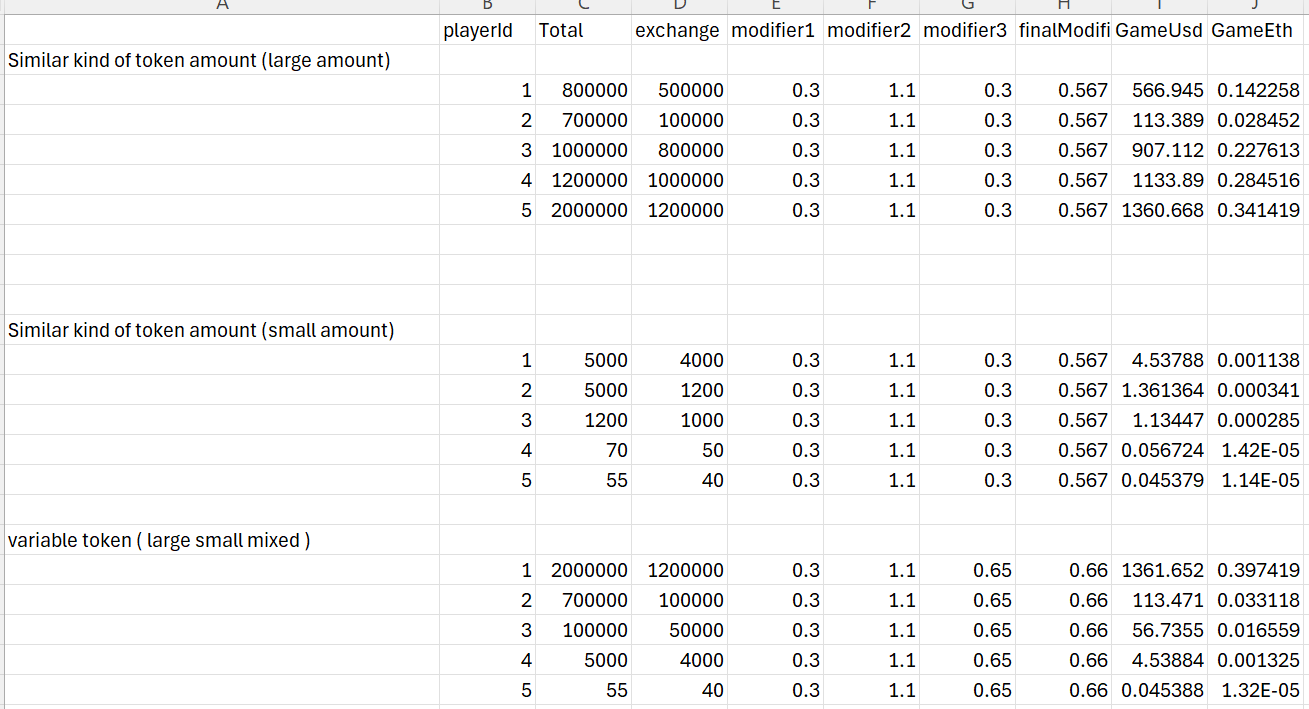 A B C D E F G H I J
playerId Total exchange modifier1 modifier2 modifier3 finalModifi GameUsd GameEth
Similar kind of token amount (large amount)
1 800000 500000 0.3 1.1 0.3 0.567 566.945 0.142258
2 700000 100000 0.3 1.1 0.3 0.567 113.389 0.028452
3 1000000 800000 0.3 1.1 0.3 0.567 907.112 0.227613
4 1200000 1000000 0.3 1.1 0.3 0.567 1133.89 0.284516
5 2000000 1200000 0.3 1.1 0.3 0.567 1360.668 0.341419
Similar kind of token amount (small amount)
1 5000 4000 0.3 1.1 0.3 0.567 4.53788 0.001138
2 5000 1200 0.3 1.1 0.3 0.567 1.361364 0.000341
3 1200 1000 0.3 1.1 0.3 0.567 1.13447 0.000285
4 70 50 0.3 1.1 0.3 0.567 0.056724 1.42E-05
5 55 40 0.3 1.1 0.3 0.567 0.045379 1.14E-05
variable token ( large small mixed )
1 2000000 1200000 0.3 1.1 0.65 0.66 1361.652 0.397419
2 700000 100000 0.3 1.1 0.65 0.66 113.471 0.033118
3 100000 50000 0.3 1.1 0.65 0.66 56.7355 0.016559
4 5000 4000 0.3 1.1 0.65 0.66 4.53884 0.001325
5 55 40 0.3 1.1 0.65 0.66 0.045388 1.32E-05